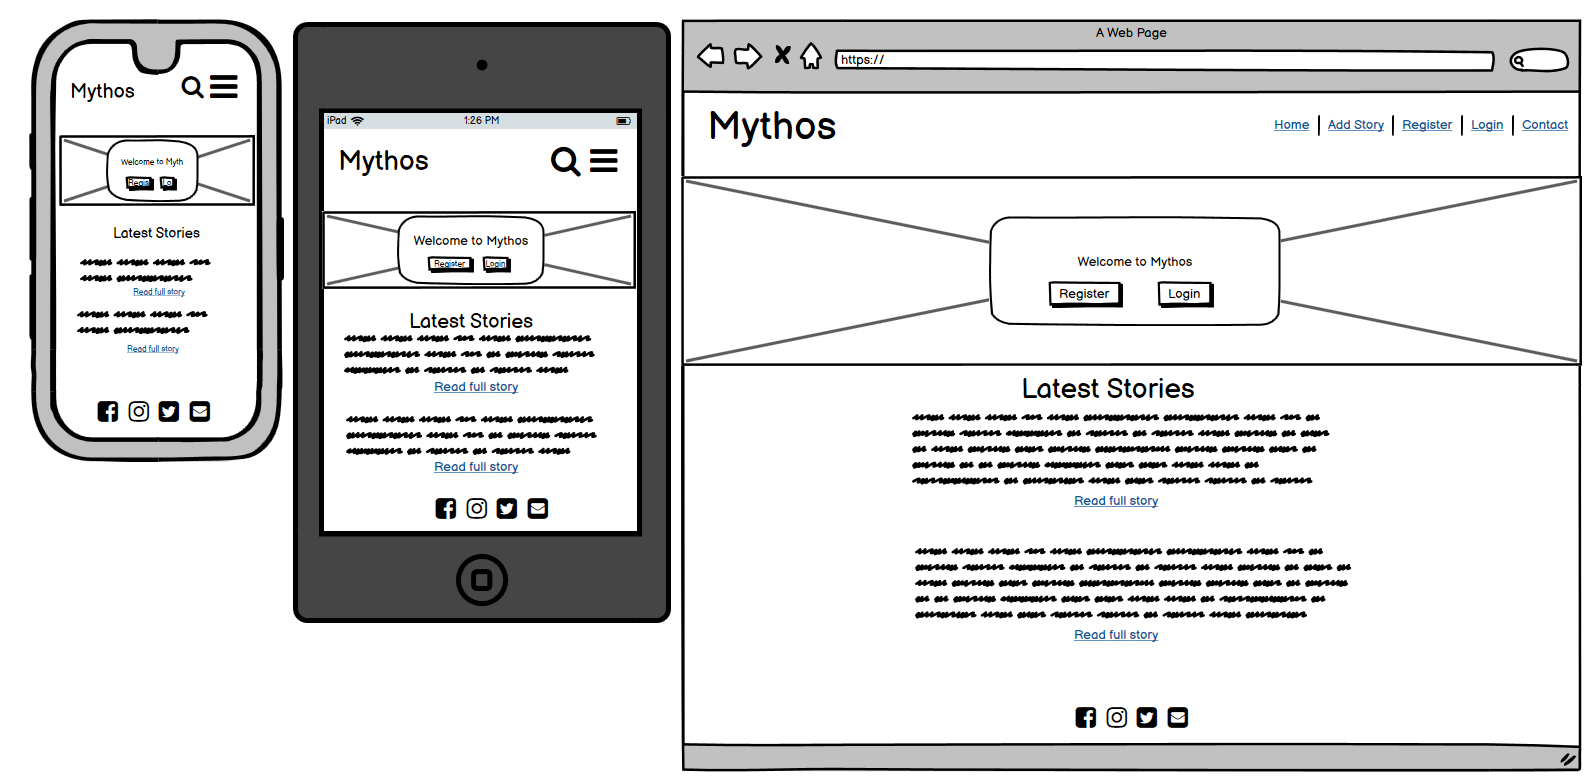 Mythos
Welcome to Myth
Regis
Lo
Latest Stories
Read full story
Read full story
iPad
1:26 PM
Mythos
Welcome to Mythos
Register
Login
Latest Stories
Read full story
Read full story
A Web Page
https://
Mythos
Home
Add Story
Register
Login
Contact
Welcome to Mythos
Register
Login
Latest Stories
Read full story
Read full story